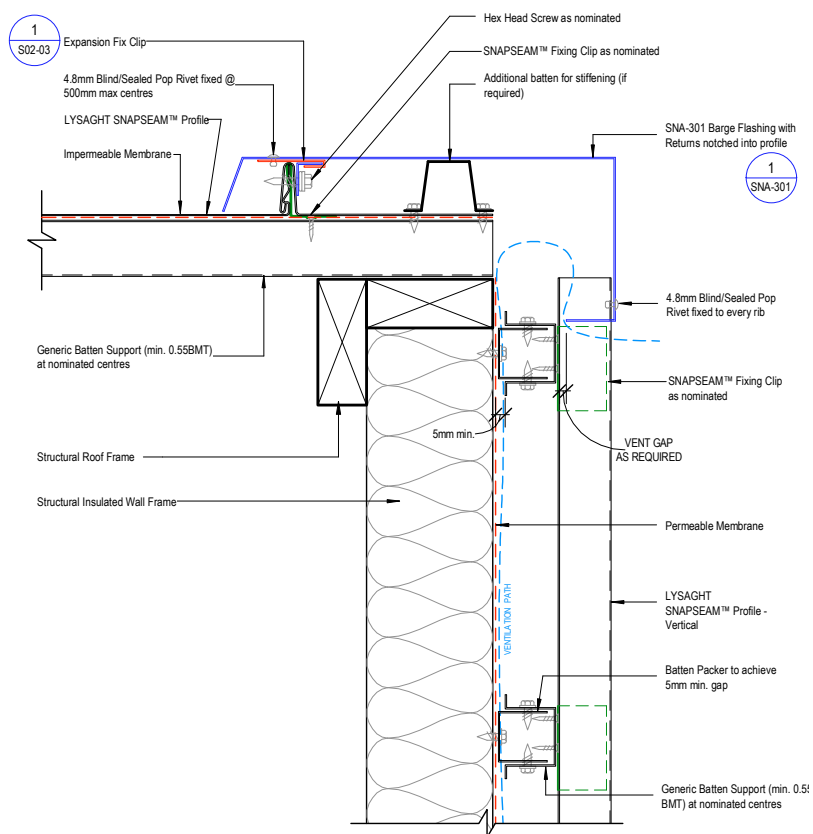 1
S02-03
Expansion Fix Clip
4.8mm Blind/Sealed Pop Rivet fixed @
500mm max centres
LYSAGHT SNAPSEAM™ Profile
Impermeable Membrane
Hex Head Screw as nominated
SNAPSEAM™ Fixing Clip as nominated
Additional batten for stiffening (if
required)
SNA-301 Barge Flashing with
Returns notched into profile
1
SNA-301
4.8mm Blind/Sealed Pop
Rivet fixed to every rib
Generic Batten Support (min. 0.55BMT)
at nominated centres
SNAPSEAM™ Fixing Clip
as nominated
5mm min.
VENT GAP
AS REQUIRED
Structural Roof Frame
Structural Insulated Wall Frame
Permeable Membrane
VENTILATION PATH
LYSAGHT
SNAPSEAM™ Profile -
Vertical
Batten Packer to achieve
5mm min. gap
Generic Batten Support (min. 0.55
BMT) at nominated centres